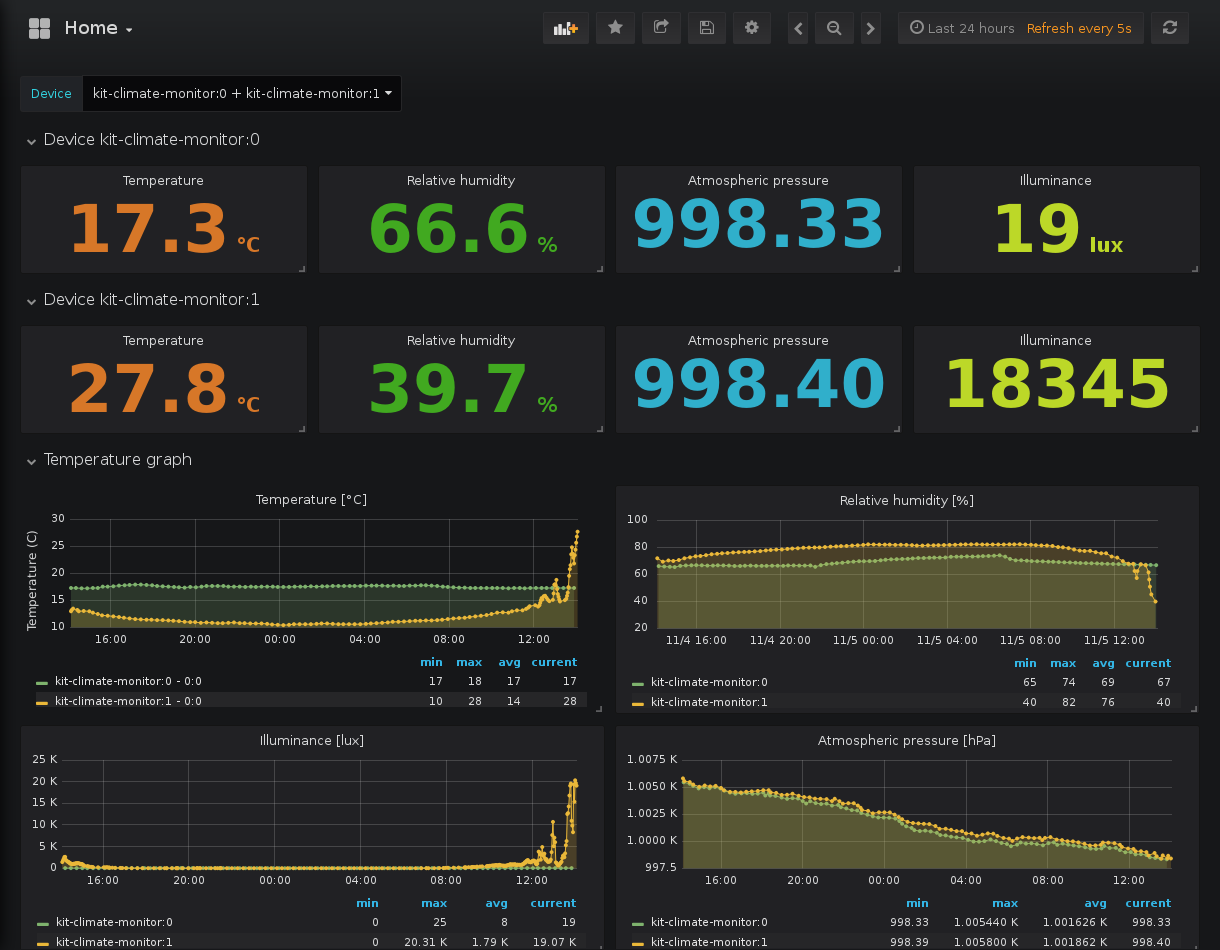 Home
Last 24 hours Refresh every 5s
Device kit-climate-monitor:0 + kit-climate-monitor:1
Device kit-climate-monitor:0
Temperature Relative humidity Atmospheric pressure Illuminance
17.3 °C 66.6 % 998.33 19 lux
Device kit-climate-monitor:1
Temperature Relative humidity Atmospheric pressure Illuminance
27.8 °C 39.7 % 998.40 18345
Temperature graph
Temperature [°C]
Temperature (C)
30
25
20
15
10
16:00 20:00 00:00 04:00 08:00 12:00
min max avg current
kit-climate-monitor:0 - 0:0 17 18 17 17
kit-climate-monitor:1 - 0:0 10 28 14 28
Relative humidity [%]
100
80
60
40
20
11/4 16:00 11/4 20:00 11/5 00:00 11/5 04:00 11/5 08:00 11/5 12:00
min max avg current
kit-climate-monitor:0 65 74 69 67
kit-climate-monitor:1 40 82 76 40
Illuminance [lux]
25 K
20 K
15 K
10 K
5 K
0
16:00 20:00 00:00 04:00 08:00 12:00
min max avg current
kit-climate-monitor:0 0 25 8 19
kit-climate-monitor:1 0 20.31 K 1.79 K 19.07 K
Atmospheric pressure [hPa]
1.0075 K
1.0050 K
1.0025 K
1.0000 K
997.5
16:00 20:00 00:00 04:00 08:00 12:00
min max avg current
kit-climate-monitor:0 998.33 1.005440 K 1.001626 K 998.33
kit-climate-monitor:1 998.39 1.005800 K 1.001862 K 998.40